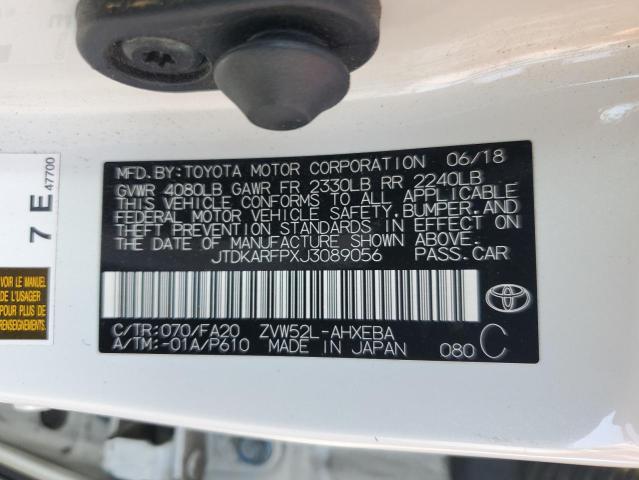 MFD.BY:TOYOTA MOTOR CORPORATION 06/18
GVWR 4080LB GAWR FR 2330LB RR 2240LB
THIS VEHICLE CONFORMS TO ALL APPLICABLE
FEDERAL MOTOR VEHICLE SAFETY,BUMPER,AND
THEFT PREVENTION STANDARDS IN EFFECT ON
THE DATE OF MANUFACTURE SHOWN ABOVE.
JTDKARFPXJ3089056 PASS.CAR
C/TR:070/FA20 ZVW52L-AHXEBA
A/TM:-01A/P610 MADE IN JAPAN 080 C
7 E 47700
MANUEL
DE L'USAGER
POUR PLUS DE